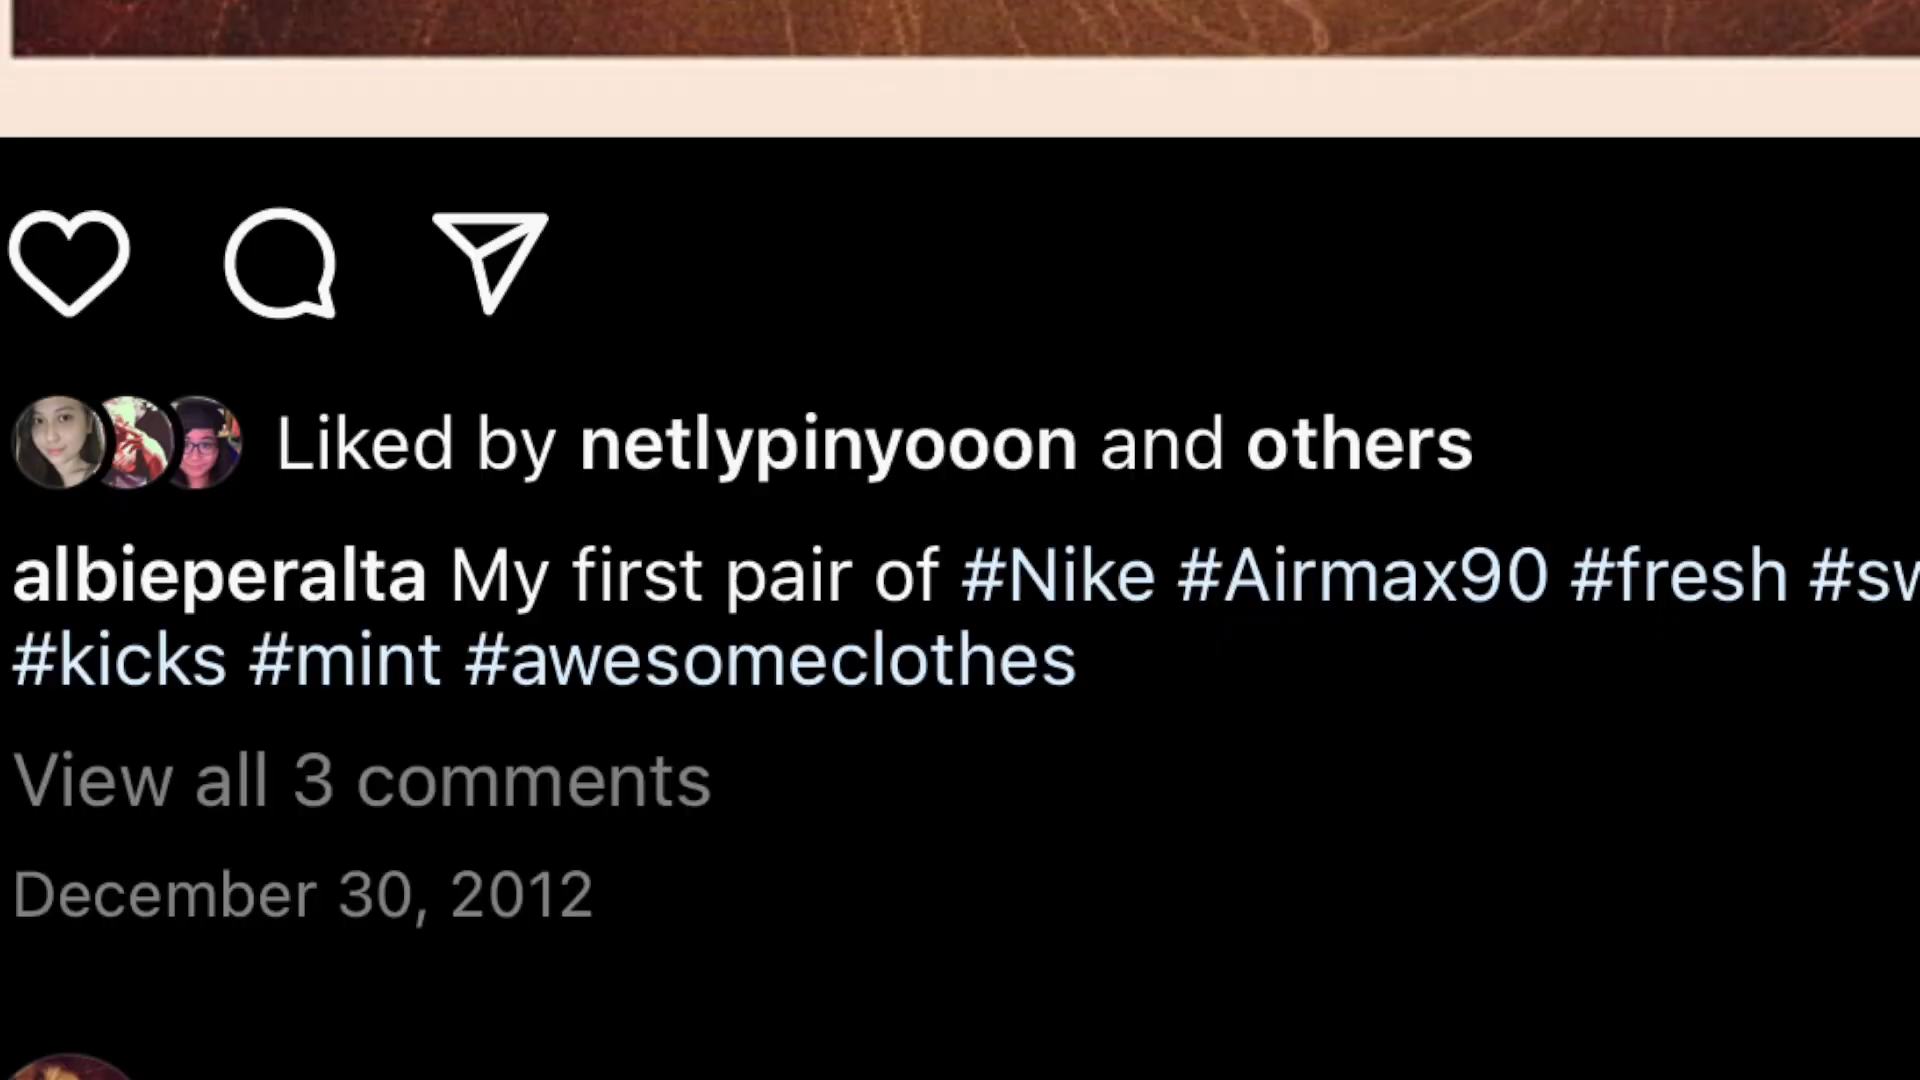 Liked by netlypinyooon and others
albieperalta My first pair of #Nike #Airmax90 #fresh
#kicks #mint #awesomeclothes
View all 3 comments
December 30, 2012